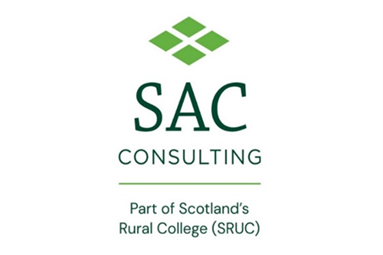 SAC
CONSULTING
Part of Scotland's
Rural College (SRUC)